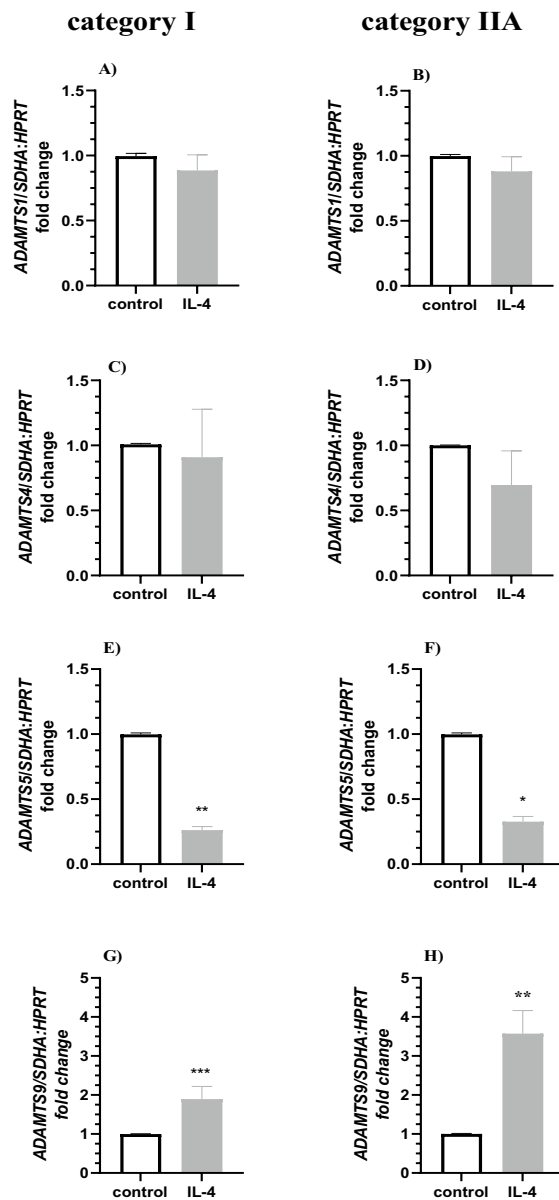 category I
category IIA
A)
ADAMTS1/SDHA:HPRT
fold change
1.5
1.0
0.5
0.0
control IL-4
B)
ADAMTS1/SDHA:HPRT
fold change
1.5
1.0
0.5
0.0
control IL-4
C)
ADAMTS4/SDHA:HPRT
fold change
1.5
1.0
0.5
0.0
control IL-4
D)
ADAMTS4/SDHA:HPRT
fold change
1.5
1.0
0.5
0.0
control IL-4
E)
ADAMTS5/SDHA:HPRT
fold change
1.5
1.0
0.5
0.0
**
control IL-4
F)
ADAMTS5/SDHA:HPRT
fold change
1.5
1.0
0.5
0.0
*
control IL-4
G)
ADAMTS9/SDHA:HPRT
fold change
5
4
3
2
1
0
***
control IL-4
H)
ADAMTS9/SDHA:HPRT
fold change
5
4
3
2
1
0
**
control IL-4